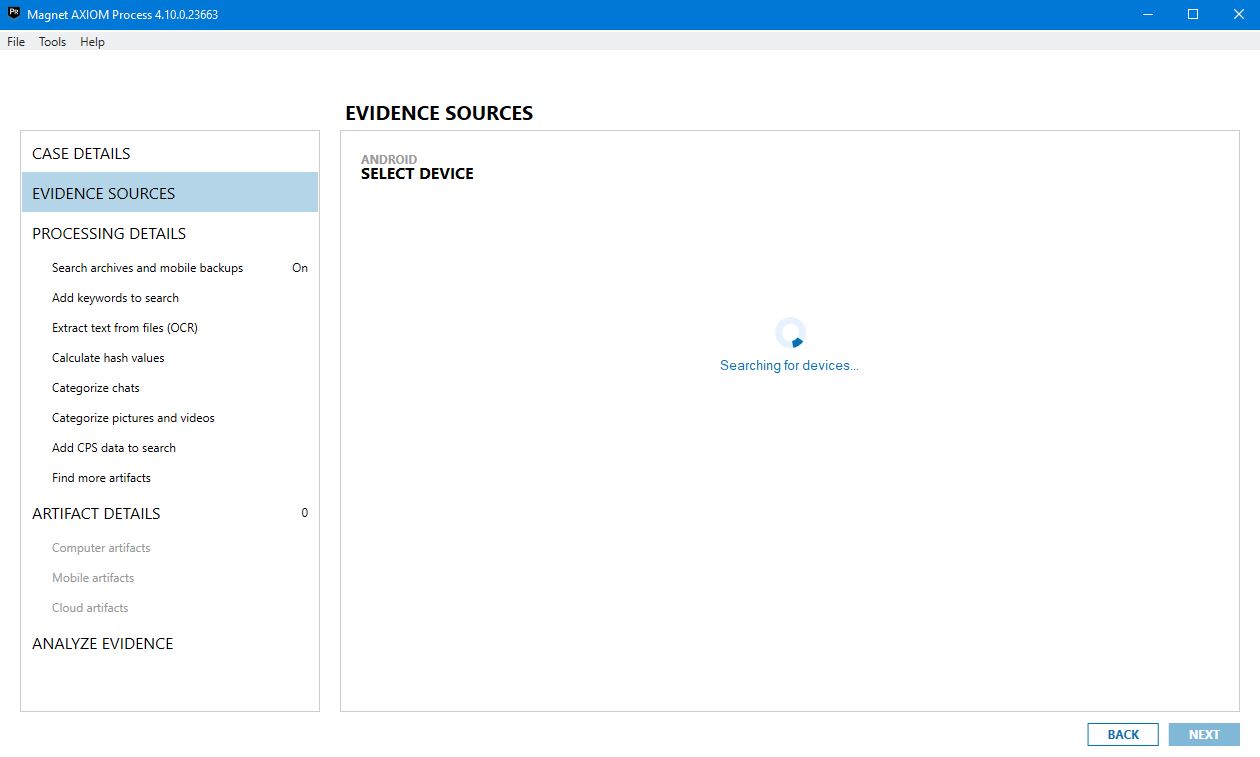 PR Magnet AXIOM Process 4.10.0.23663
File Tools Help
EVIDENCE SOURCES
CASE DETAILS
EVIDENCE SOURCES
PROCESSING DETAILS
Search archives and mobile backups On
Add keywords to search
Extract text from files (OCR)
Calculate hash values
Categorize chats
Categorize pictures and videos
Add CPS data to search
Find more artifacts
ARTIFACT DETAILS 0
Computer artifacts
Mobile artifacts
Cloud artifacts
ANALYZE EVIDENCE
ANDROID
SELECT DEVICE
Searching for devices...
BACK NEXT